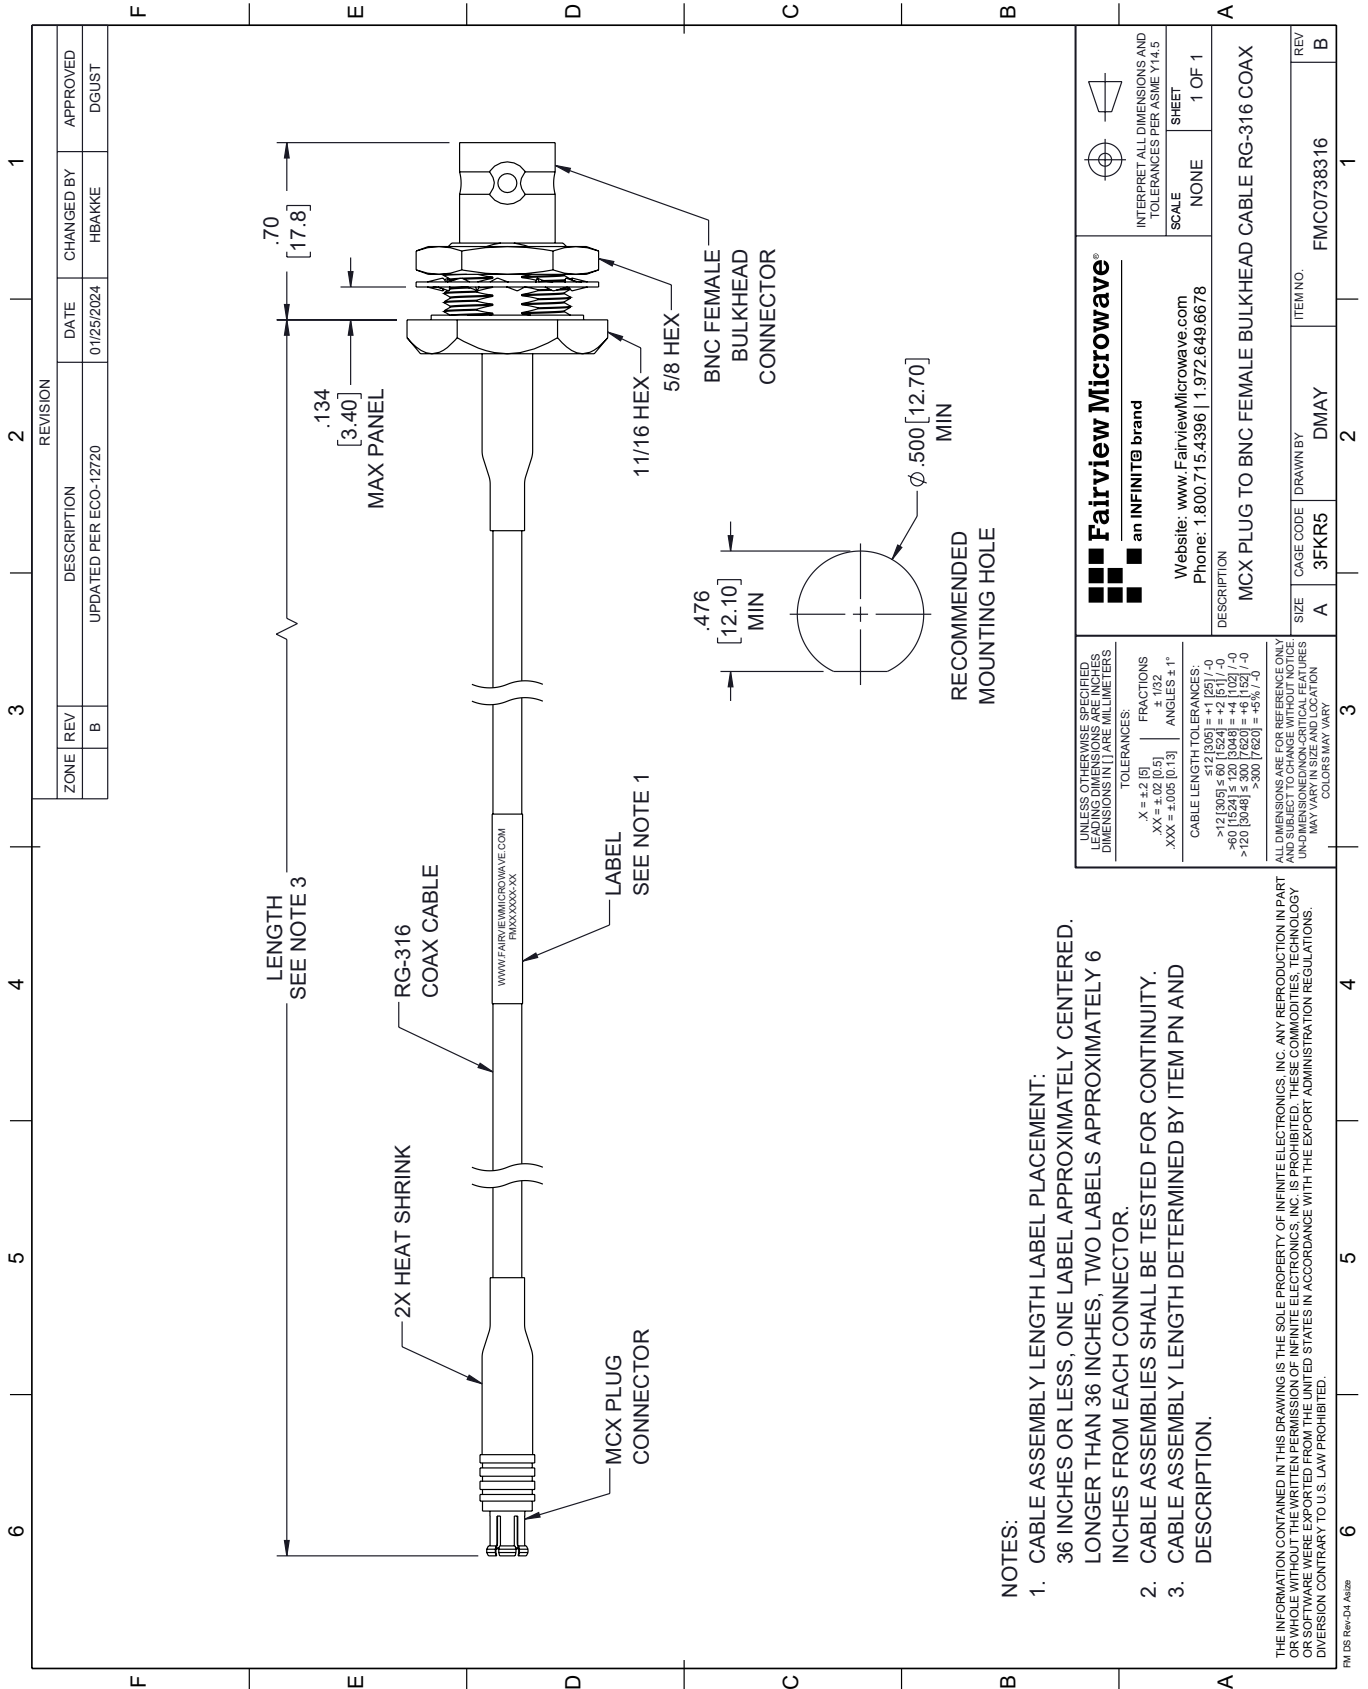 REVISION
ZONE REV DESCRIPTION DATE CHANGED BY APPROVED
B UPDATED PER ECO-12720 01/25/2024 HBAKKE DGUST
6 5 4 3 2 1
F F
E E
D D
C C
B B
A A
LENGTH
SEE NOTE 3
.70
[17.8]
.134
[3.40]
MAX PANEL
2X HEAT SHRINK
RG-316
COAX CABLE
WWW.FAIRVIEWMICROWAVE.COM
FMXXXXXXX-XX
MCX PLUG
CONNECTOR
LABEL
SEE NOTE 1
11/16 HEX
5/8 HEX
BNC FEMALE
BULKHEAD
CONNECTOR
.476
[12.10]
MIN
Ø.500 [12.70]
MIN
RECOMMENDED
MOUNTING HOLE
NOTES:
1. CABLE ASSEMBLY LENGTH LABEL PLACEMENT:
36 INCHES OR LESS, ONE LABEL APPROXIMATELY CENTERED.
LONGER THAN 36 INCHES, TWO LABELS APPROXIMATELY 6
INCHES FROM EACH CONNECTOR.
2. CABLE ASSEMBLIES SHALL BE TESTED FOR CONTINUITY.
3. CABLE ASSEMBLY LENGTH DETERMINED BY ITEM PN AND
DESCRIPTION.
UNLESS OTHERWISE SPECIFIED
LEADING DIMENSIONS ARE INCHES
DIMENSIONS IN [ ] ARE MILLIMETERS
TOLERANCES:
.X = ±.2 [5]
.XX = ±.02 [0.5]
.XXX = ±.005 [0.13]
FRACTIONS
± 1/32
ANGLES ± 1°
CABLE LENGTH TOLERANCES:
≤12 [305] = +1 [25] / -0
>12 [305] ≤ 60 [1524] = +2 [51] / -0
>60 [1524] ≤ 120 [3048] = +4 [102] / -0
>120 [3048] ≤ 300 [7620] = +6 [152] / -0
>300 [7620] = +5% / -0
ALL DIMENSIONS ARE FOR REFERENCE ONLY
AND SUBJECT TO CHANGE WITHOUT NOTICE.
UN-DIMENSIONED/NON-CRITICAL FEATURES
MAY VARY IN SIZE AND LOCATION
COLORS MAY VARY
Fairview Microwave®
an INFINIT® brand
Website: www.FairviewMicrowave.com
Phone: 1.800.715.4396 | 1.972.649.6678
INTERPRET ALL DIMENSIONS AND
TOLERANCES PER ASME Y14.5
SCALE NONE
SHEET 1 OF 1
DESCRIPTION
MCX PLUG TO BNC FEMALE BULKHEAD CABLE RG-316 COAX
SIZE A
CAGE CODE 3FKR5
DRAWN BY DMAY
ITEM NO. FMC0738316
REV B
THE INFORMATION CONTAINED IN THIS DRAWING IS THE SOLE PROPERTY OF INFINITE ELECTRONICS, INC. ANY REPRODUCTION IN PART
OR WHOLE WITHOUT THE WRITTEN PERMISSION OF INFINITE ELECTRONICS, INC. IS PROHIBITED. THESE COMMODITIES, TECHNOLOGY
OR SOFTWARE WERE EXPORTED FROM THE UNITED STATES IN ACCORDANCE WITH THE EXPORT ADMINISTRATION REGULATIONS.
DIVERSION CONTRARY TO U.S. LAW PROHIBITED.
FM DS Rev-D4 Asize
6 5 4 3 2 1